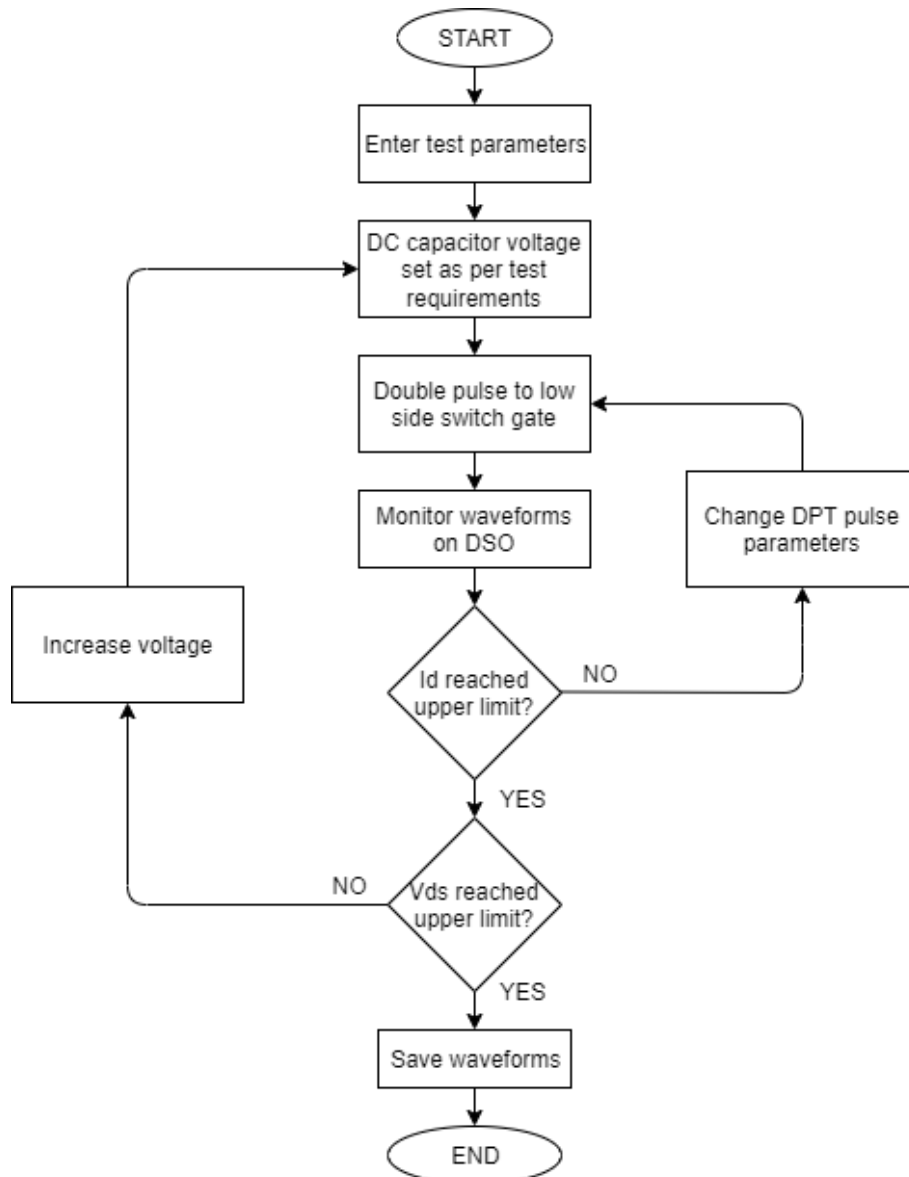 START
Enter test parameters
DC capacitor voltage
set as per test
requirements
Double pulse to low
side switch gate
Monitor waveforms
on DSO
Change DPT pulse
parameters
Increase voltage
Id reached
upper limit?
NO
YES
NO
Vds reached
upper limit?
YES
Save waveforms
END